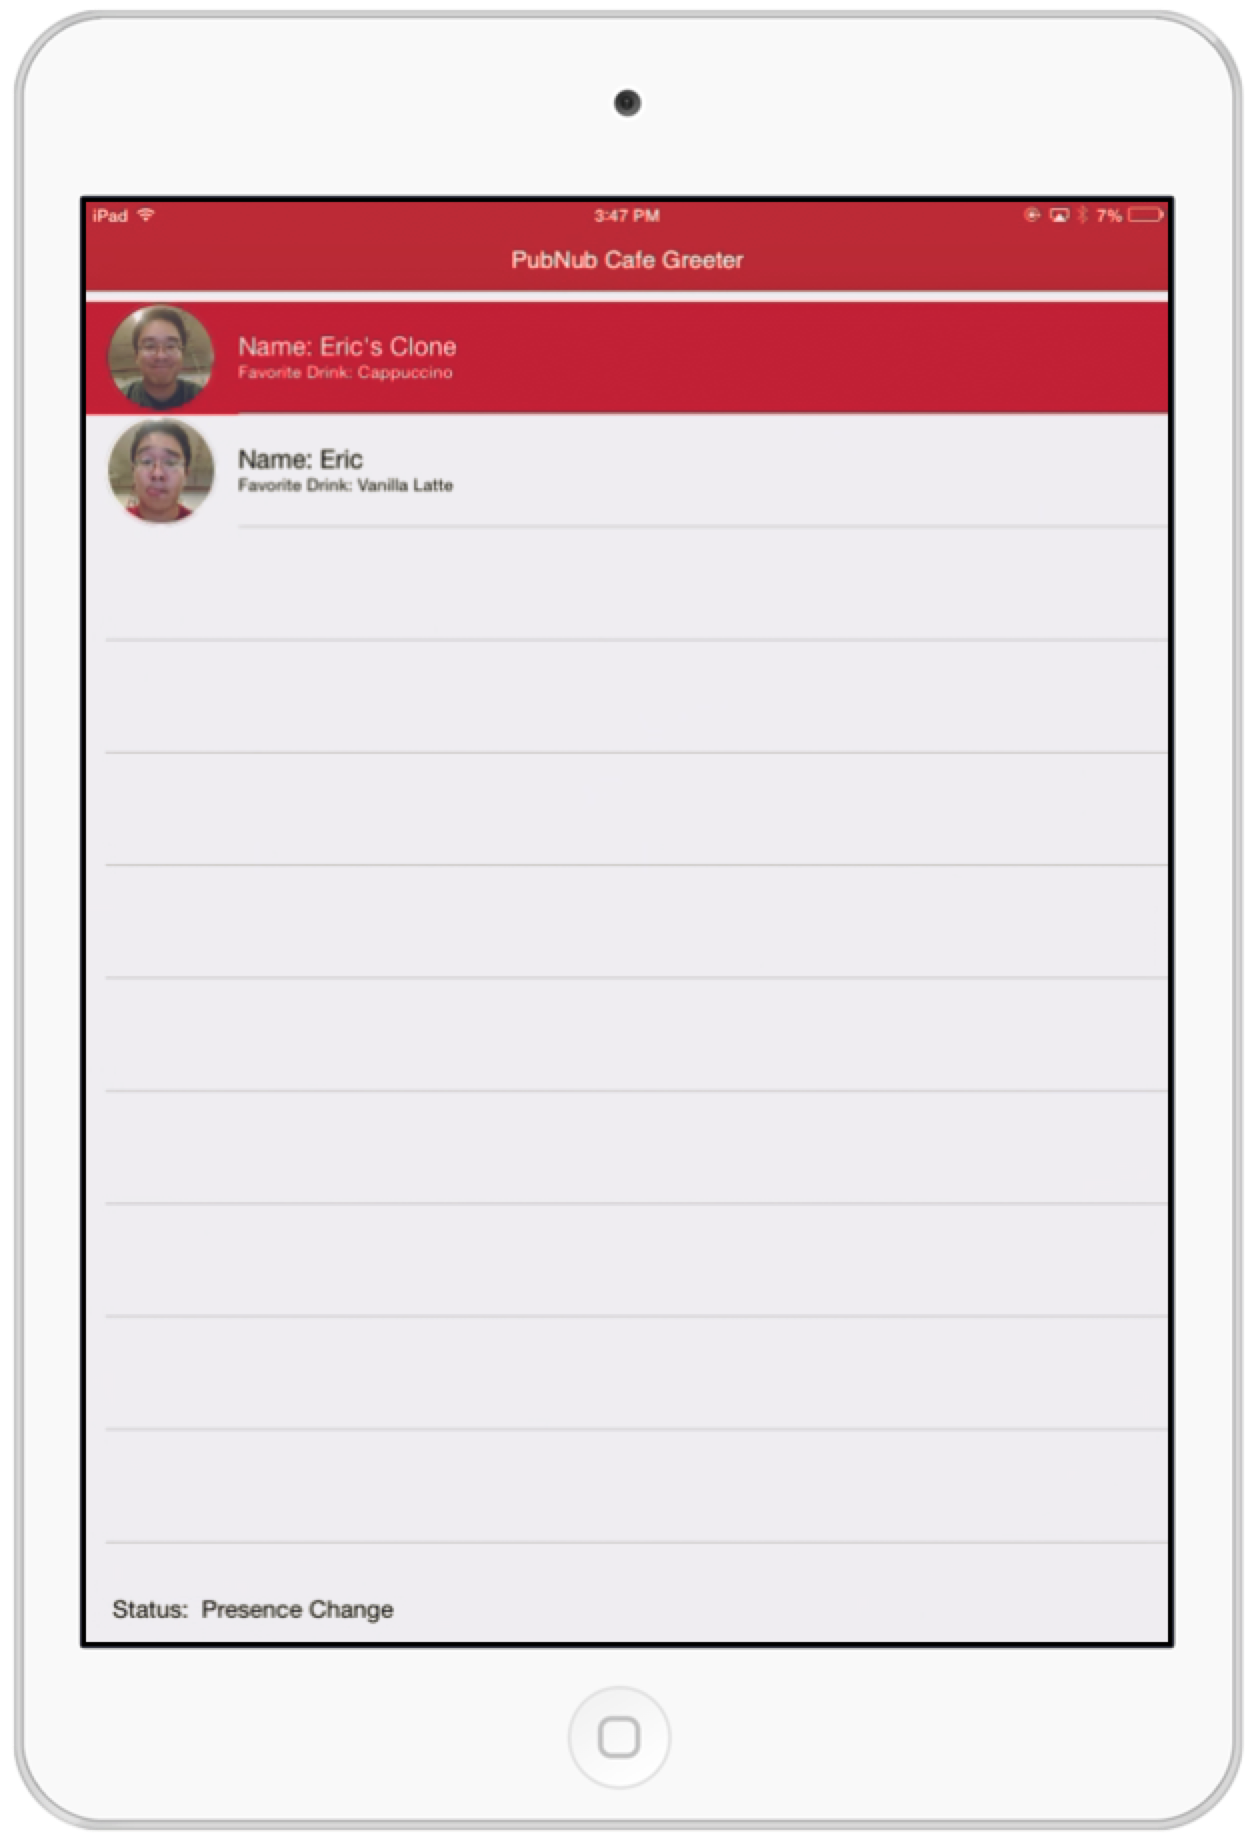 iPad 3:47 PM 7%
PubNub Cafe Greeter
Name: Eric's Clone
Favorite Drink: Cappuccino
Name: Eric
Favorite Drink: Vanilla Latte
Status: Presence Change